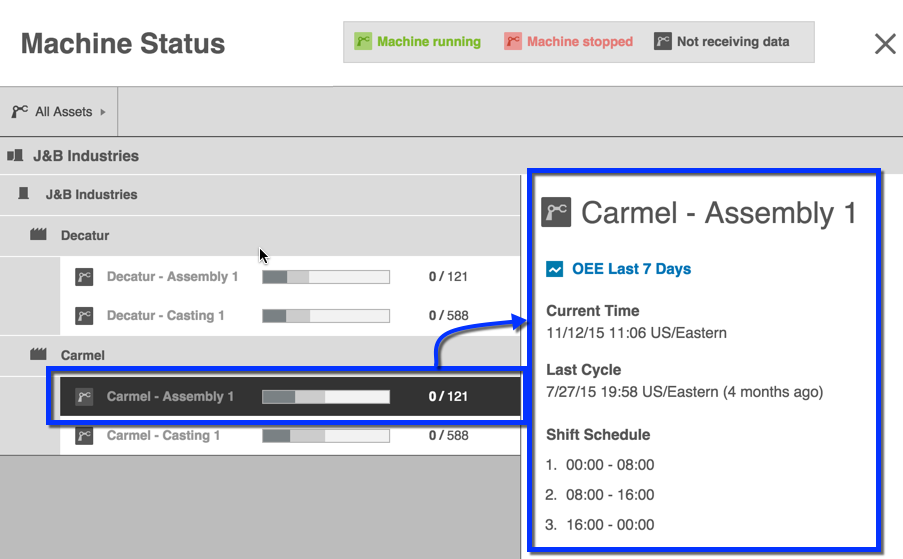 Machine Status
Machine running
Machine stopped
Not receiving data
All Assets
J&B Industries
J&B Industries
Decatur
Decatur - Assembly 1 0 / 121
Decatur - Casting 1 0 / 588
Carmel
Carmel - Assembly 1 0 / 121
Carmel - Casting 1 0 / 588
Carmel - Assembly 1
OEE Last 7 Days
Current Time
11/12/15 11:06 US/Eastern
Last Cycle
7/27/15 19:58 US/Eastern (4 months ago)
Shift Schedule
1. 00:00 - 08:00
2. 08:00 - 16:00
3. 16:00 - 00:00